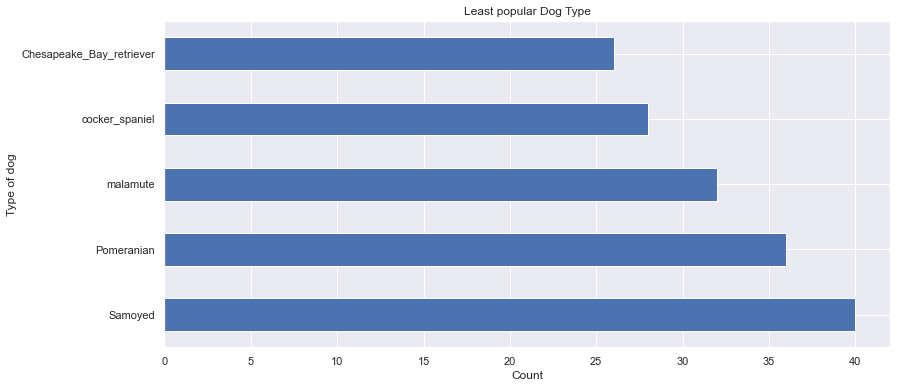 Least popular Dog Type
Type of dog
Chesapeake_Bay_retriever
cocker_spaniel
malamute
Pomeranian
Samoyed
0 5 10 15 20 25 30 35 40
Count